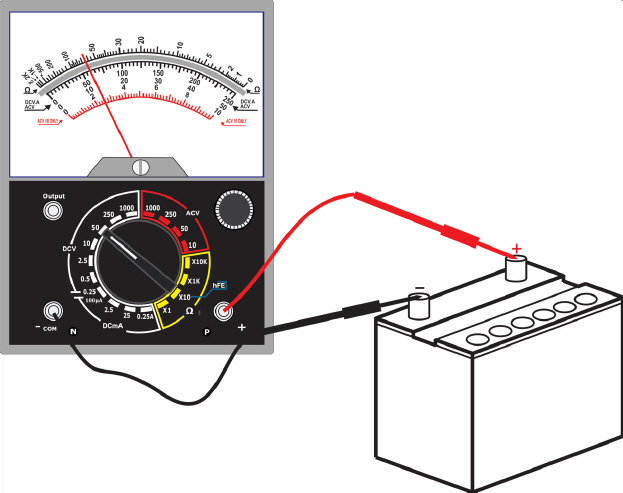 1K 500 200 100 50 30 20 10 5 2 1 0
Ω Ω
0 50 100 150 200 250
0 10 20 30 40 50
0 2 4 6 8 10
DCV.A
ACV
DCV.A
ACV
ACV 10 ONLY
ACV 10 ONLY
Output
1000 1000
250 250
50 50
10 10
ACV
DCV
2.5
0.5
0.25
100µA
2.5
25
0.25A
DCmA
X10K
X1K
X10
X1
hFE
Ω
− COM
N
P
+
+
−